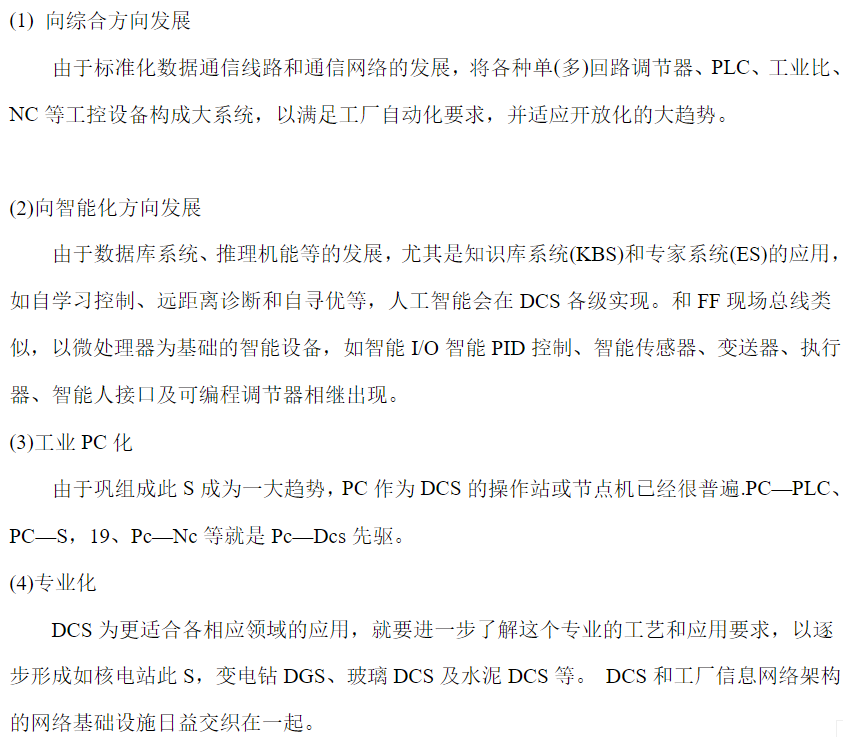 (1) 向综合方向发展
由于标准化数据通信线路和通信网络的发展，将各种单(多)回路调节器、PLC、工业比、
NC 等工控设备构成大系统，以满足工厂自动化要求，并适应开放化的大趋势。
(2)向智能化方向发展
由于数据库系统、推理机能等的发展，尤其是知识库系统(KBS)和专家系统(ES)的应用，
如自学习控制、远距离诊断和自寻优等，人工智能会在 DCS 各级实现。和 FF 现场总线类
似，以微处理器为基础的智能设备，如智能 I/O 智能 PID 控制、智能传感器、变送器、执行
器、智能人接口及可编程调节器相继出现。
(3)工业 PC 化
由于巩组成此 S 成为一大趋势，PC 作为 DCS 的操作站或节点机已经很普遍.PC—PLC、
PC—S，19、Pc—Nc 等就是 Pc—Dcs 先驱。
(4)专业化
DCS 为更适合各相应领域的应用，就要进一步了解这个专业的工艺和应用要求，以逐
步形成如核电站此 S，变电钻 DGS、玻璃 DCS 及水泥 DCS 等。 DCS 和工厂信息网络架构
的网络基础设施日益交织在一起。